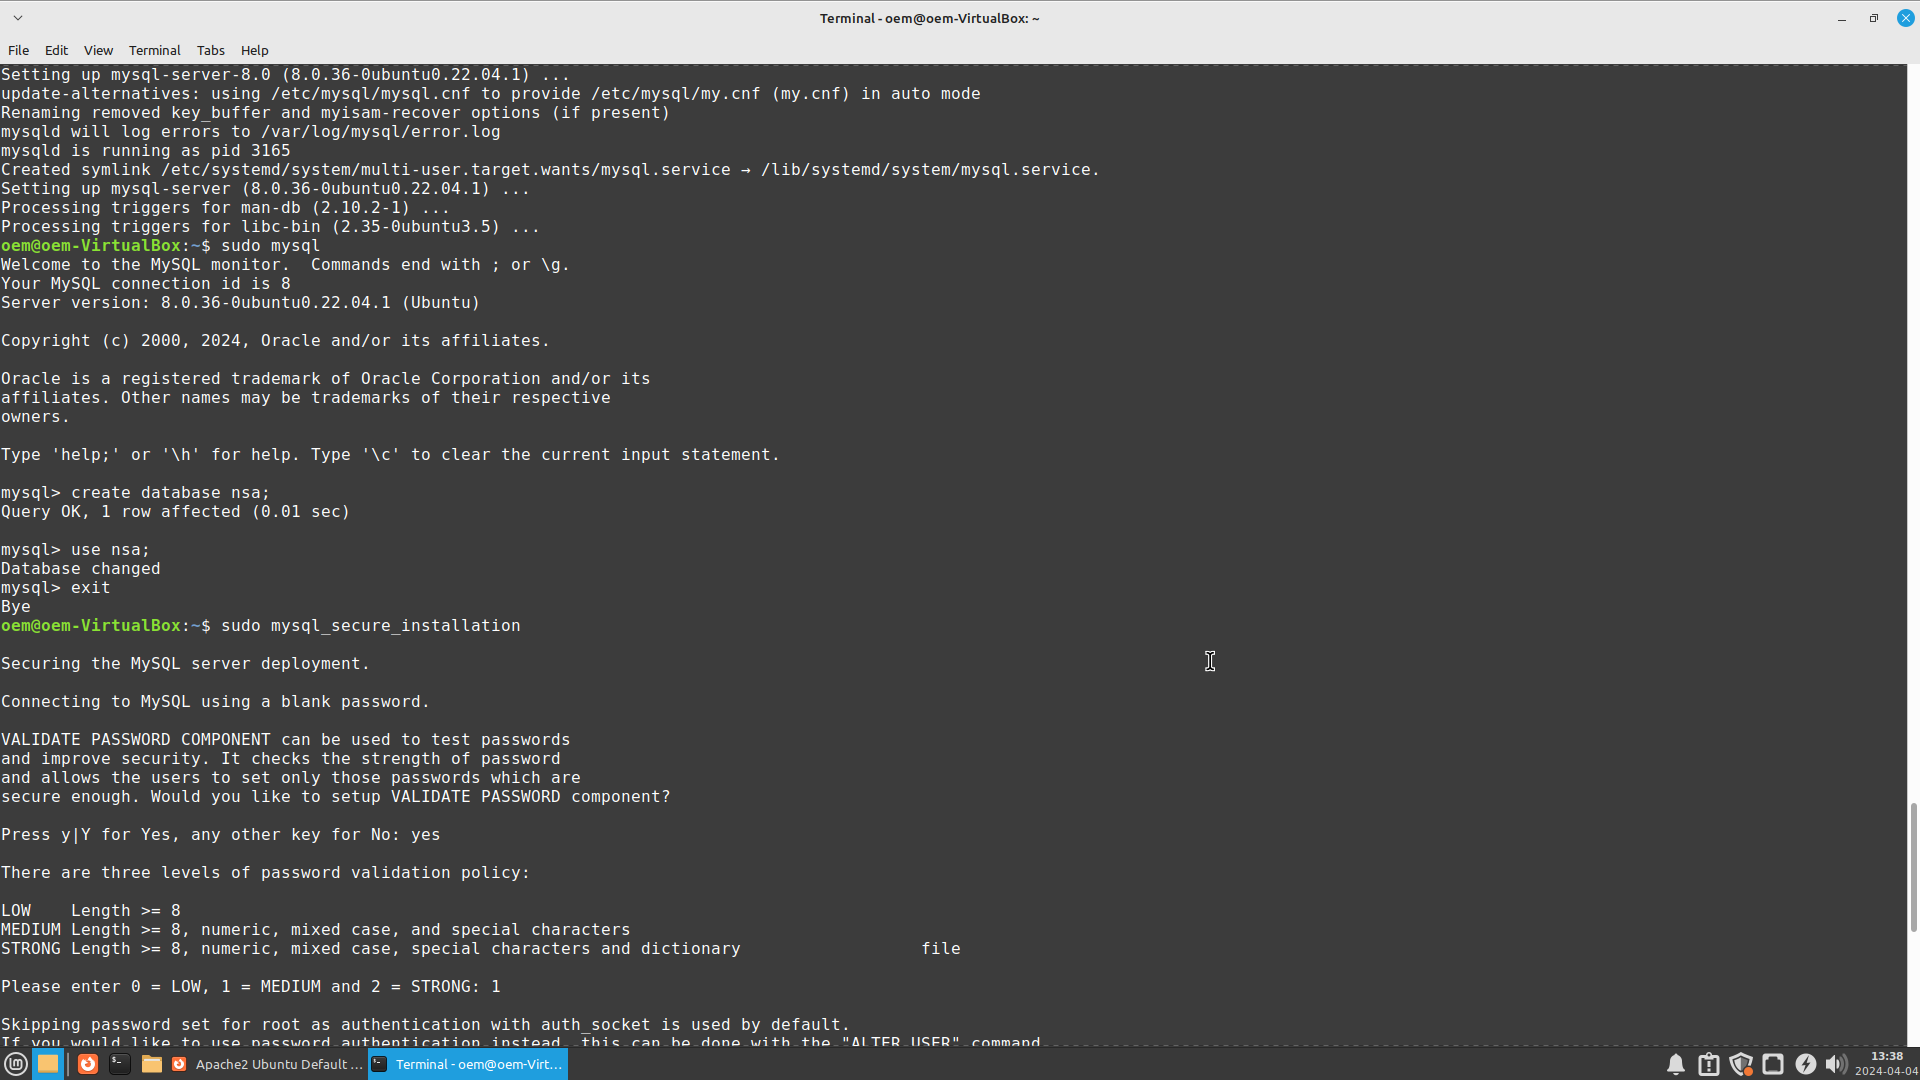 Terminal - oem@oem-VirtualBox: ~
File Edit View Terminal Tabs Help
Setting up mysql-server-8.0 (8.0.36-0ubuntu0.22.04.1) ...
update-alternatives: using /etc/mysql/mysql.cnf to provide /etc/mysql/my.cnf (my.cnf) in auto mode
Renaming removed key_buffer and myisam-recover options (if present)
mysqld will log errors to /var/log/mysql/error.log
mysqld is running as pid 3165
Created symlink /etc/systemd/system/multi-user.target.wants/mysql.service → /lib/systemd/system/mysql.service.
Setting up mysql-server (8.0.36-0ubuntu0.22.04.1) ...
Processing triggers for man-db (2.10.2-1) ...
Processing triggers for libc-bin (2.35-0ubuntu3.5) ...
oem@oem-VirtualBox:~$ sudo mysql
Welcome to the MySQL monitor.  Commands end with ; or \g.
Your MySQL connection id is 8
Server version: 8.0.36-0ubuntu0.22.04.1 (Ubuntu)
Copyright (c) 2000, 2024, Oracle and/or its affiliates.
Oracle is a registered trademark of Oracle Corporation and/or its
affiliates. Other names may be trademarks of their respective
owners.
Type 'help;' or '\h' for help. Type '\c' to clear the current input statement.
mysql> create database nsa;
Query OK, 1 row affected (0.01 sec)
mysql> use nsa;
Database changed
mysql> exit
Bye
oem@oem-VirtualBox:~$ sudo mysql_secure_installation
Securing the MySQL server deployment.
Connecting to MySQL using a blank password.
VALIDATE PASSWORD COMPONENT can be used to test passwords
and improve security. It checks the strength of password
and allows the users to set only those passwords which are
secure enough. Would you like to setup VALIDATE PASSWORD component?
Press y|Y for Yes, any other key for No: yes
There are three levels of password validation policy:
LOW    Length >= 8
MEDIUM Length >= 8, numeric, mixed case, and special characters
STRONG Length >= 8, numeric, mixed case, special characters and dictionary                  file
Please enter 0 = LOW, 1 = MEDIUM and 2 = STRONG: 1
Skipping password set for root as authentication with auth_socket is used by default.
If you would like to use password authentication instead, this can be done with the "ALTER_USER" command
Apache2 Ubuntu Default ...
Terminal - oem@oem-Virt...
13:38
2024-04-04